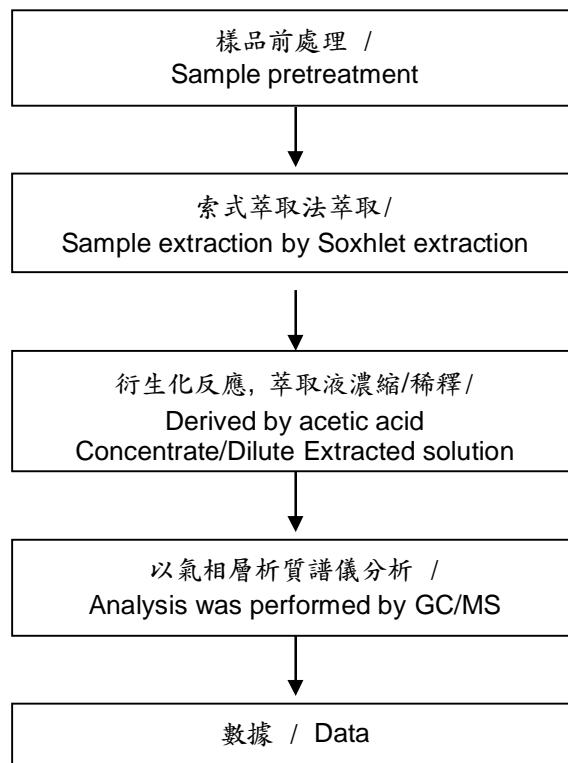 樣品前處理 /
Sample pretreatment
索式萃取法萃取/
Sample extraction by Soxhlet extraction
衍生化反應, 萃取液濃縮/稀釋/
Derived by acetic acid
Concentrate/Dilute Extracted solution
以氣相層析質譜儀分析 /
Analysis was performed by GC/MS
數據 / Data